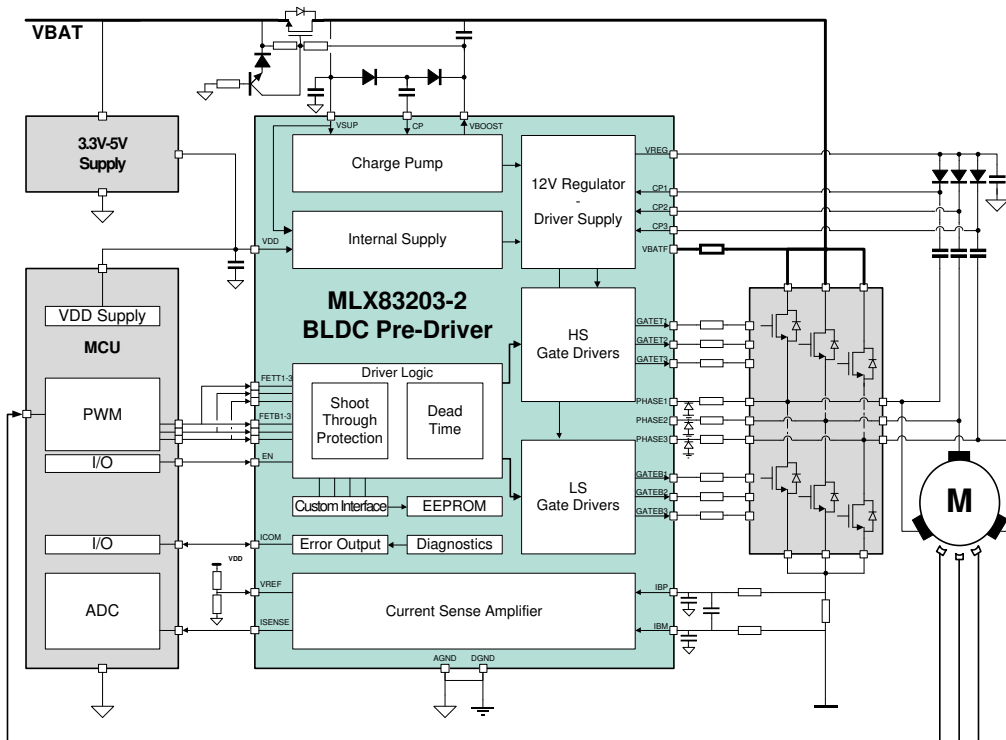 VBAT
VSUP
CP
VBOOST
3.3V-5V
Supply
Charge Pump
12V Regulator
-
Driver Supply
VREG
CP1
CP2
CP3
VBATF
Internal Supply
VDD
MLX83203-2
BLDC Pre-Driver
VDD Supply
MCU
PWM
I/O
I/O
ADC
HS
Gate Drivers
GATET1
GATET2
GATET3
Driver Logic
Shoot
Through
Protection
Dead
Time
FETT1-3
FETB1-3
EN
PHASE1
PHASE2
PHASE3
LS
Gate Drivers
GATEB1
GATEB2
GATEB3
Custom Interface
EEPROM
ICOM
Error Output
Diagnostics
VDD
VREF
ISENSE
Current Sense Amplifier
IBP
IBM
AGND
DGND
M